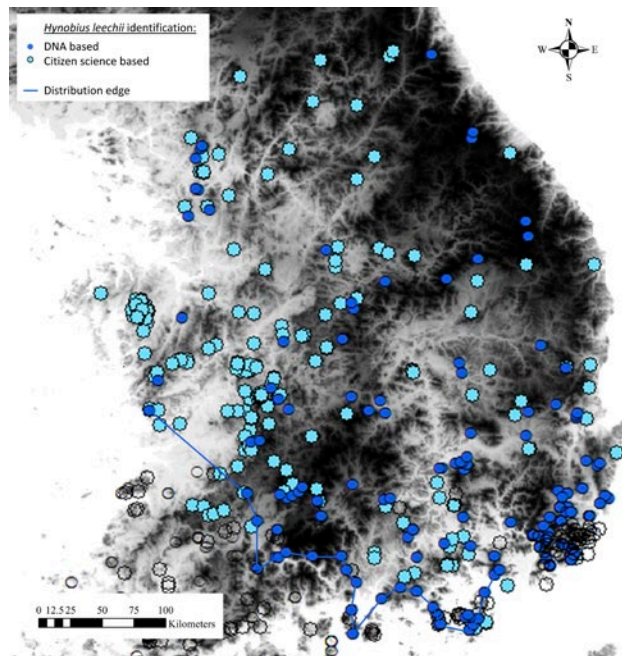 Hynobius leechii identification:
DNA based
Citizen science based
Distribution edge
N
W E
S
0 12.5 25 50 75 100
Kilometers